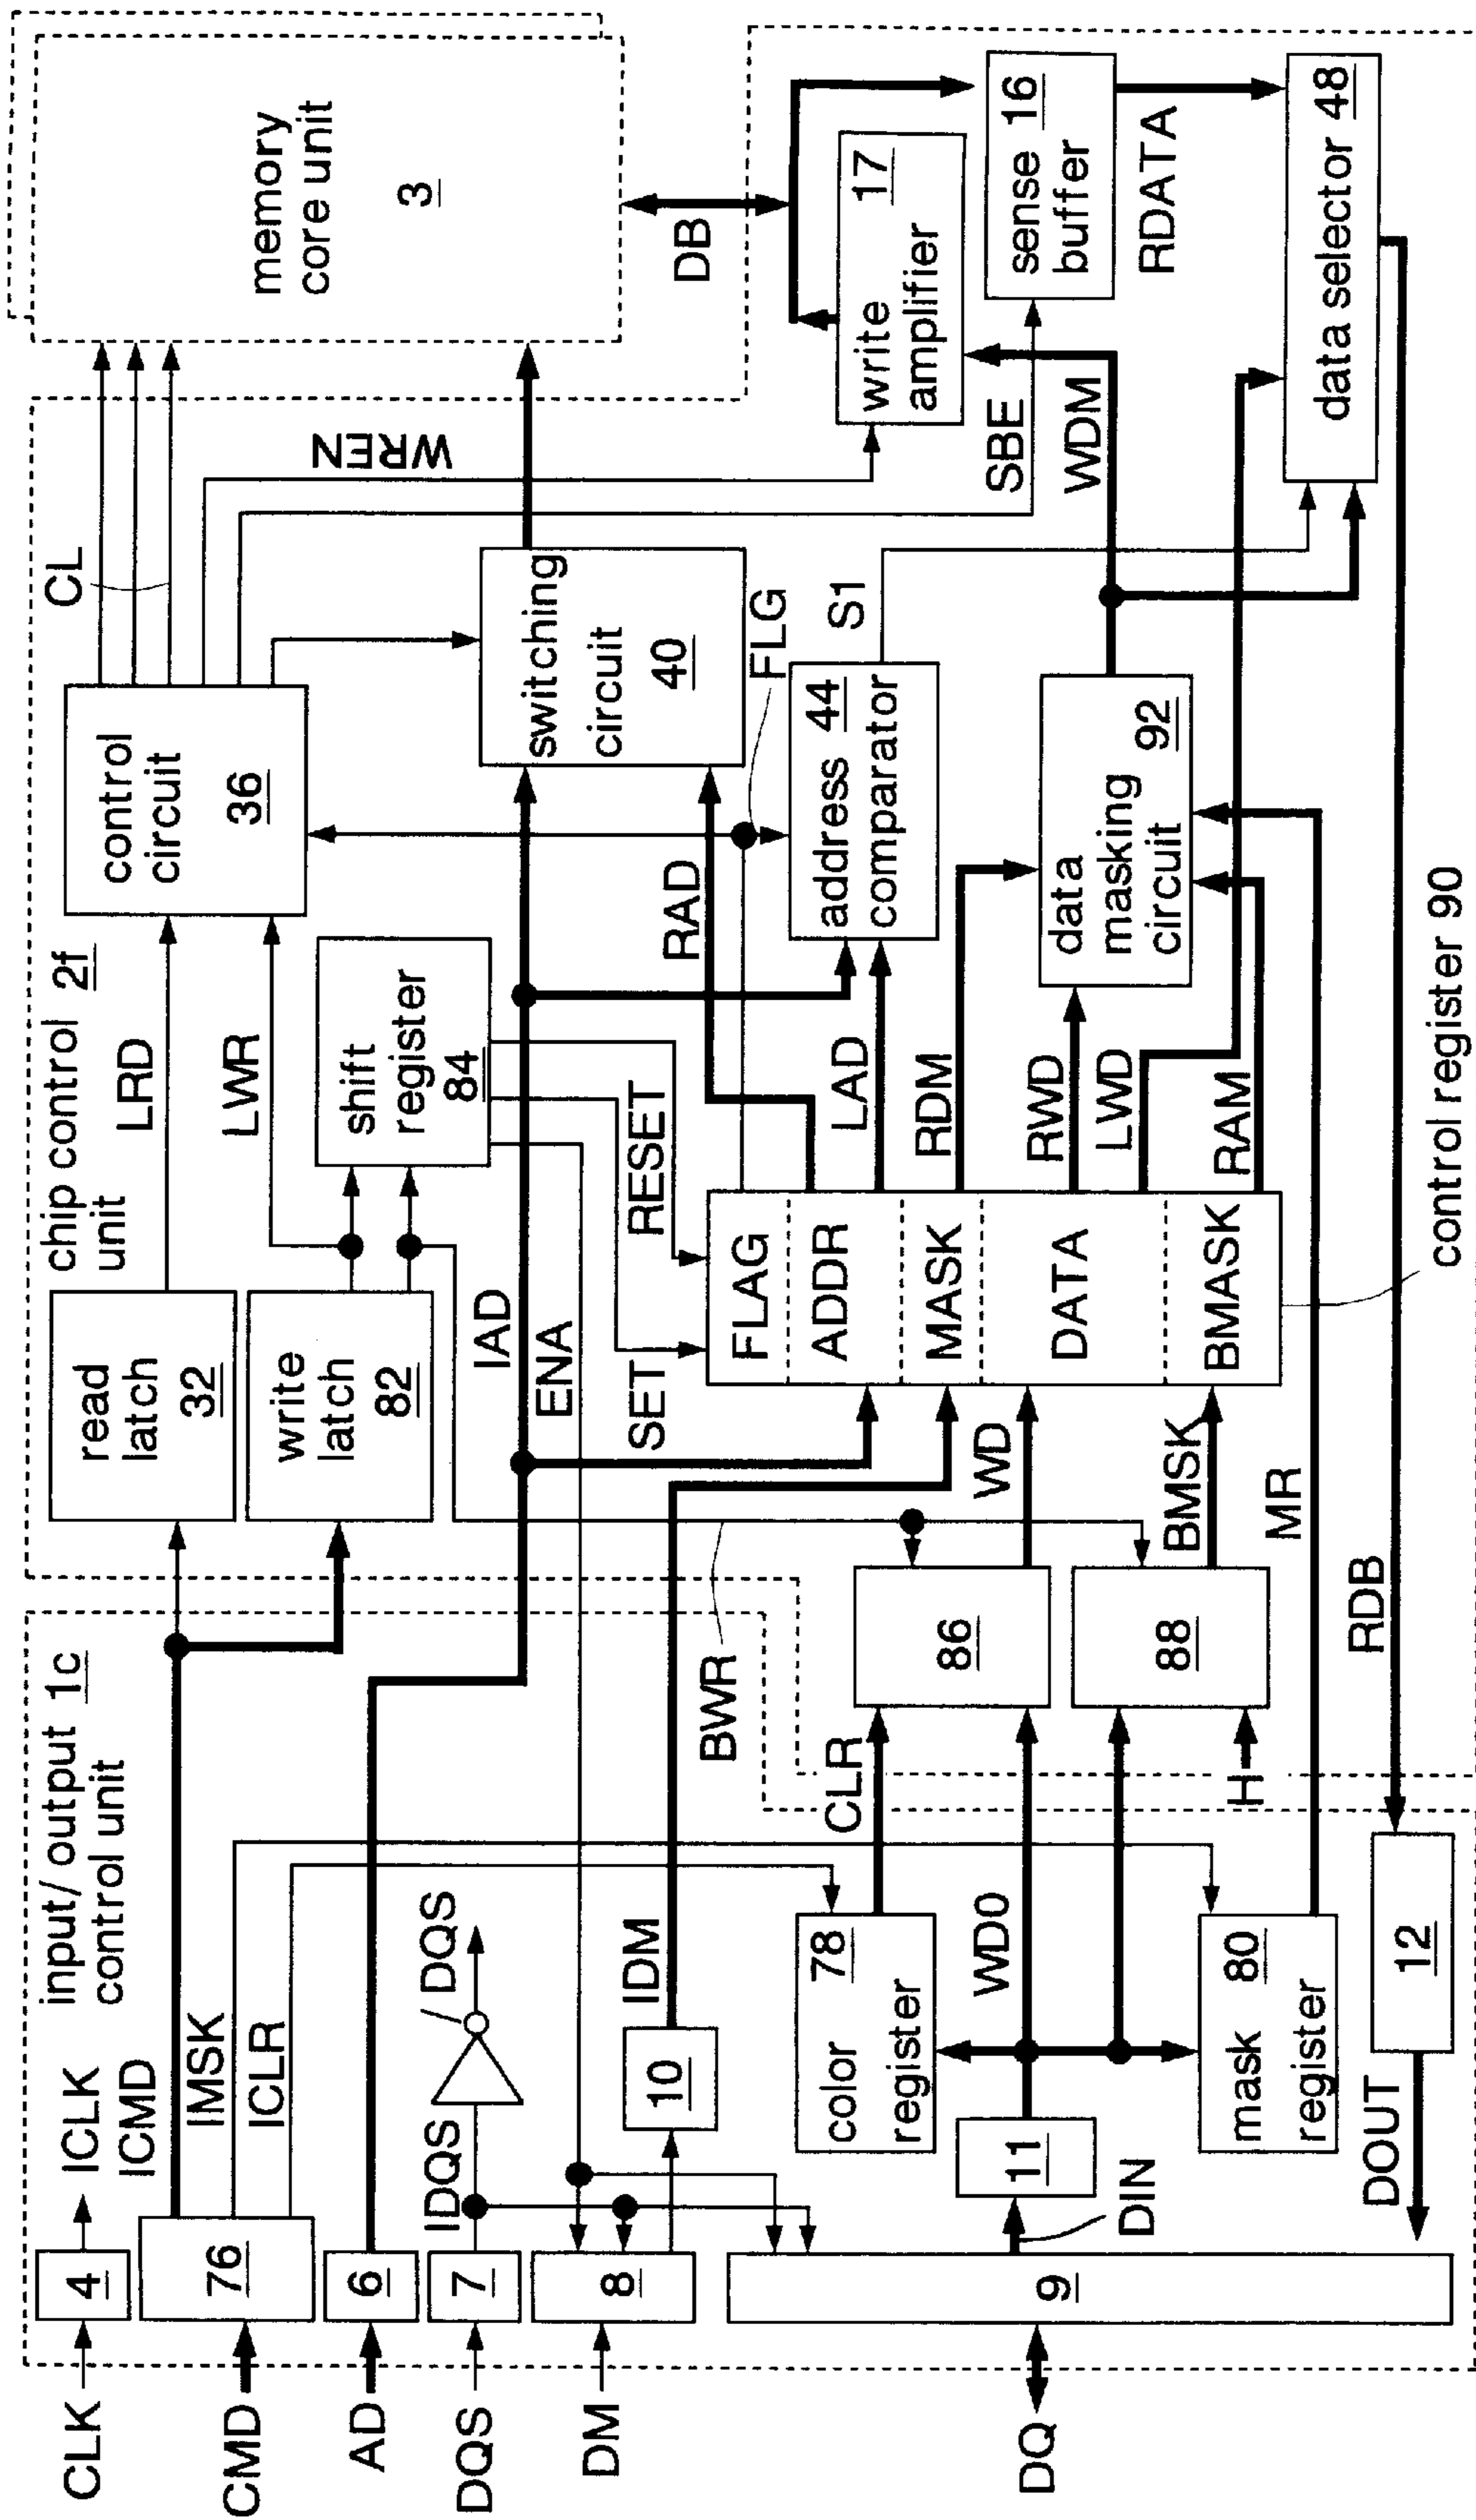 CLK
CMD
AD
DQS
DM
DQ
4
76
6
7
8
9
ICLK
ICMD
IMSK
ICLR
input/output 1c
control unit
IDQS
/DQS
10
IDM
11
DIN
WD0
color 78
register
mask 80
register
12
DOUT
CLR
H
BWR
86
88
RDB
MR
WD
BMSK
chip control 2f
unit
read
latch
32
write
latch
82
LRD
LWR
shift
register
84
IAD
ENA
SET
RESET
FLAG
ADDR
MASK
DATA
BMASK
control register 90
RAD
LAD
RDM
RWD
LWD
RAM
control
circuit
36
CL
WREN
switching
circuit
40
FLG
address 44
comparator
S1
data
masking
circuit 92
SBE
WDM
memory
core unit
3
DB
write 17
amplifier
sense 16
buffer
RDATA
data selector 48